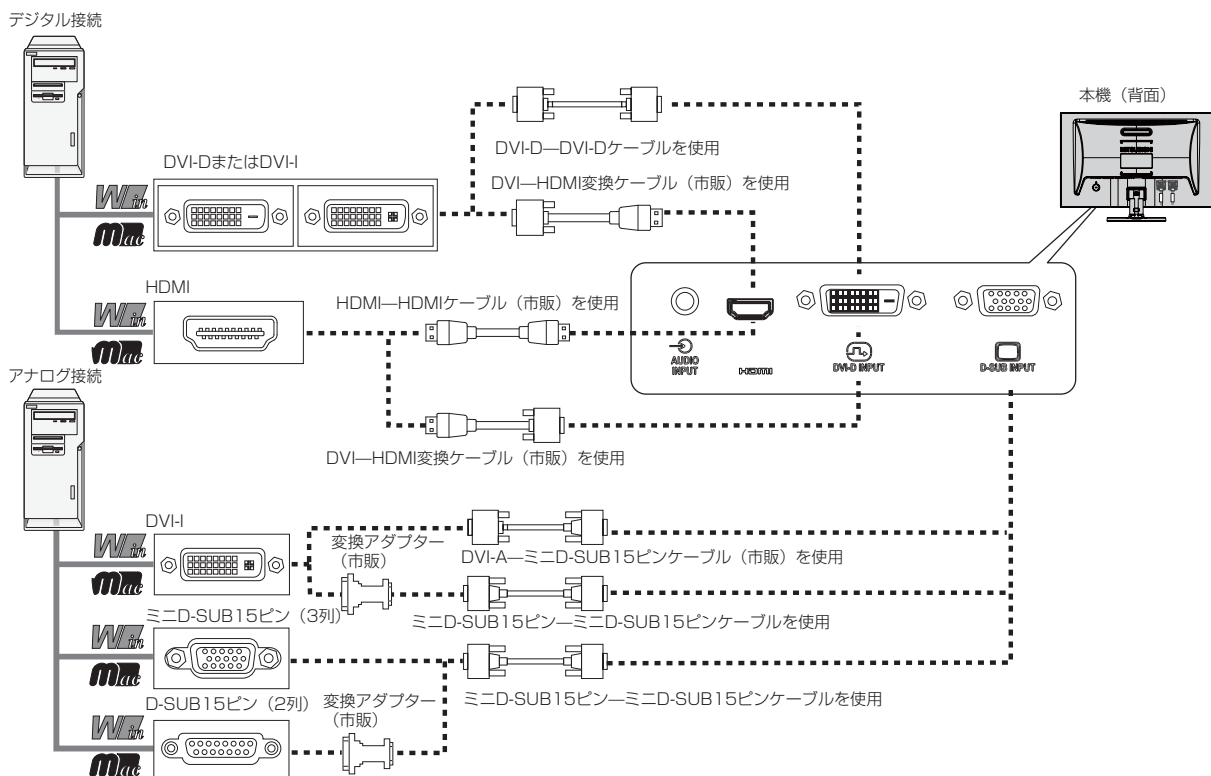 デジタル接続
本機（背面）
DVI-D―DVI-Dケーブルを使用
DVI-DまたはDVI-I
DVI―HDMI変換ケーブル（市販）を使用
Win
Mac
HDMI
HDMI―HDMIケーブル（市販）を使用
Win
Mac
AUDIO
INPUT
HDMI
DVI-D INPUT
D-SUB INPUT
DVI―HDMI変換ケーブル（市販）を使用
アナログ接続
DVI-I
Win
Mac
変換アダプター
（市販）
DVI-A―ミニD-SUB15ピンケーブル（市販）を使用
ミニD-SUB15ピン（3列）
ミニD-SUB15ピン―ミニD-SUB15ピンケーブルを使用
Win
Mac
D-SUB15ピン（2列）
変換アダプター
（市販）
ミニD-SUB15ピン―ミニD-SUB15ピンケーブルを使用
Win
Mac